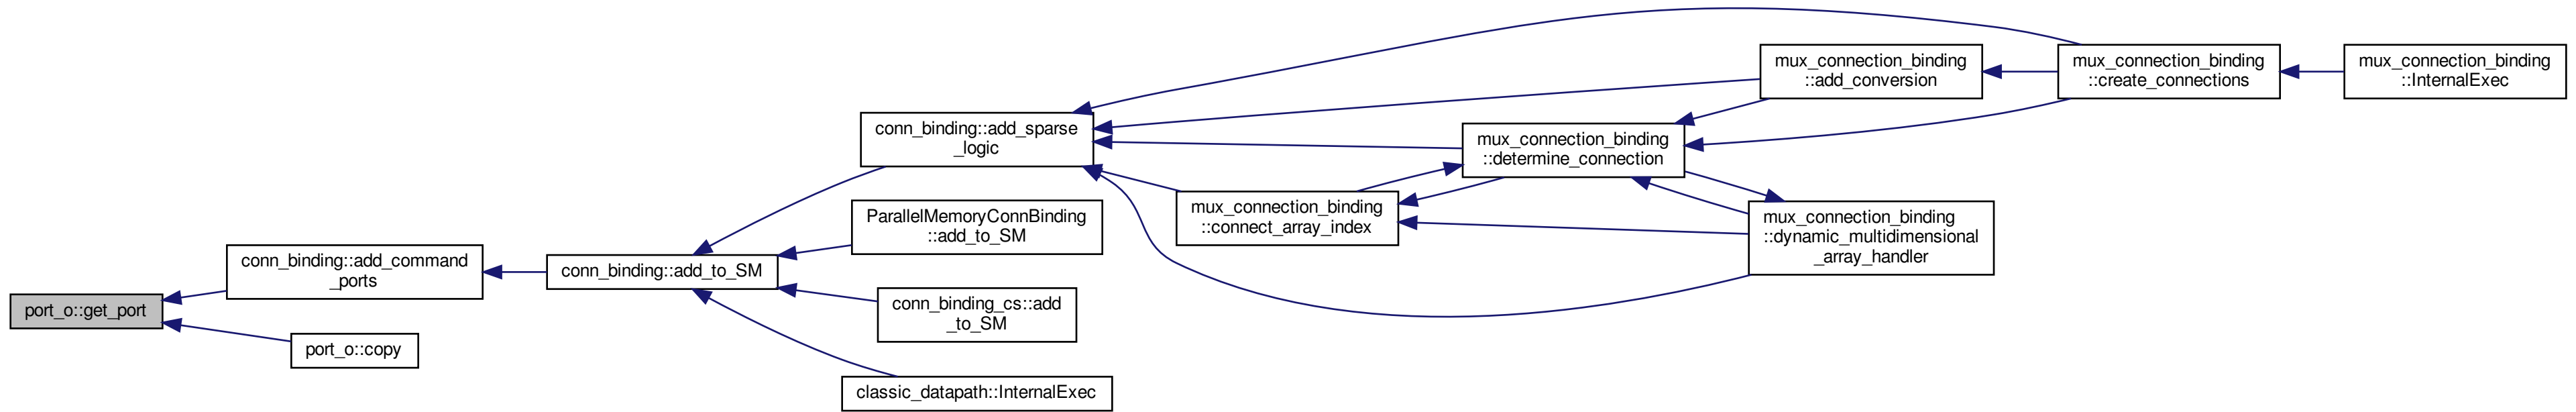 port_o::get_port
conn_binding::add_command
_ports
port_o::copy
conn_binding::add_to_SM
conn_binding::add_sparse
_logic
ParallelMemoryConnBinding
::add_to_SM
conn_binding_cs::add
_to_SM
classic_datapath::InternalExec
mux_connection_binding
::connect_array_index
mux_connection_binding
::determine_connection
mux_connection_binding
::add_conversion
mux_connection_binding
::dynamic_multidimensional
_array_handler
mux_connection_binding
::create_connections
mux_connection_binding
::InternalExec